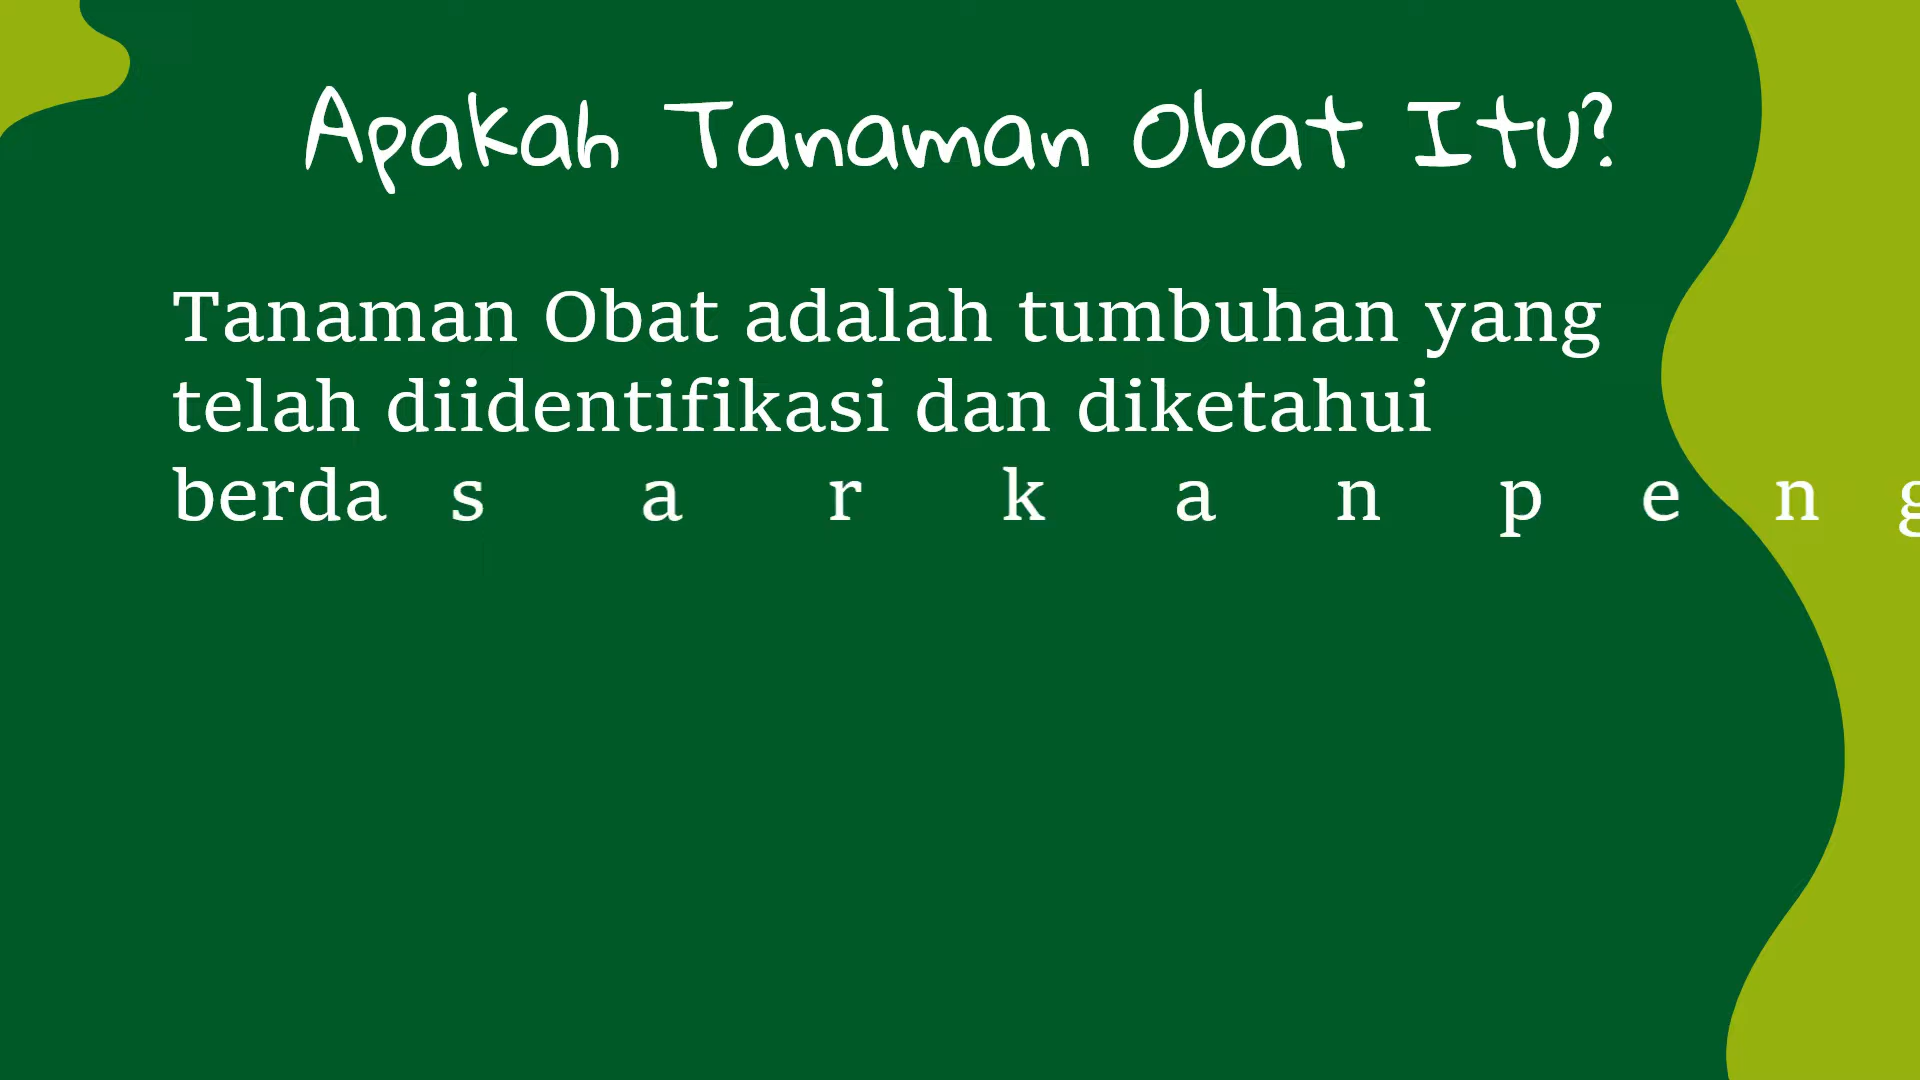 Apakah Tanaman Obat Itu?
Tanaman Obat adalah tumbuhan yang
telah diidentifikasi dan diketahui
berda s a r k a n p e n g